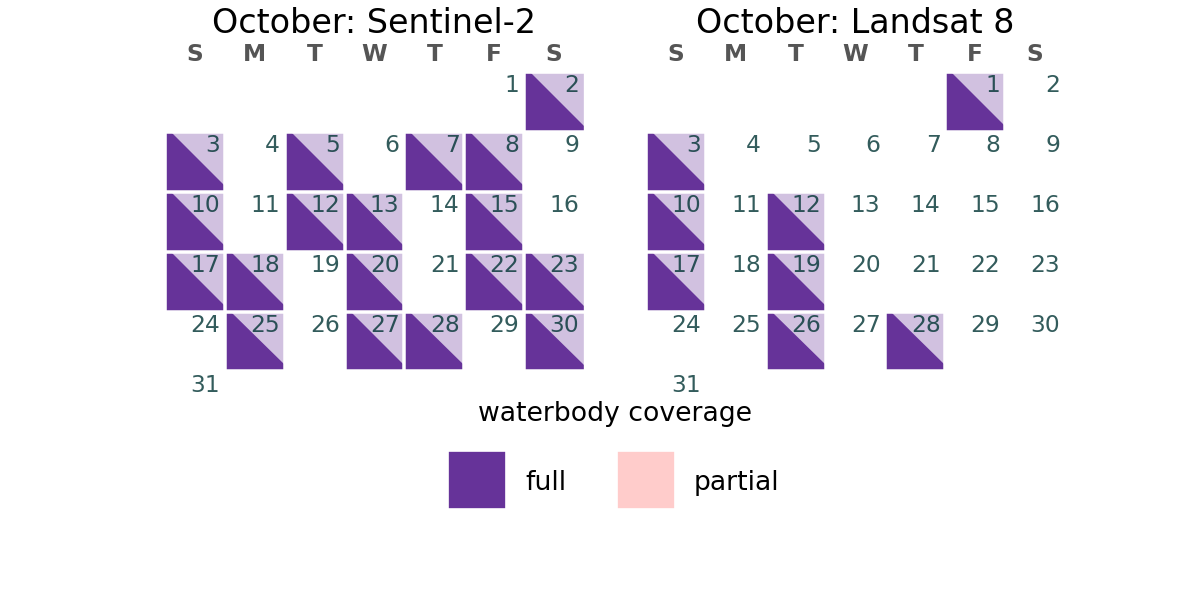 October: Sentinel-2
S M T W T F S
1 2
3 4 5 6 7 8 9
10 11 12 13 14 15 16
17 18 19 20 21 22 23
24 25 26 27 28 29 30
31
October: Landsat 8
S M T W T F S
1 2
3 4 5 6 7 8 9
10 11 12 13 14 15 16
17 18 19 20 21 22 23
24 25 26 27 28 29 30
31
waterbody coverage
full
partial